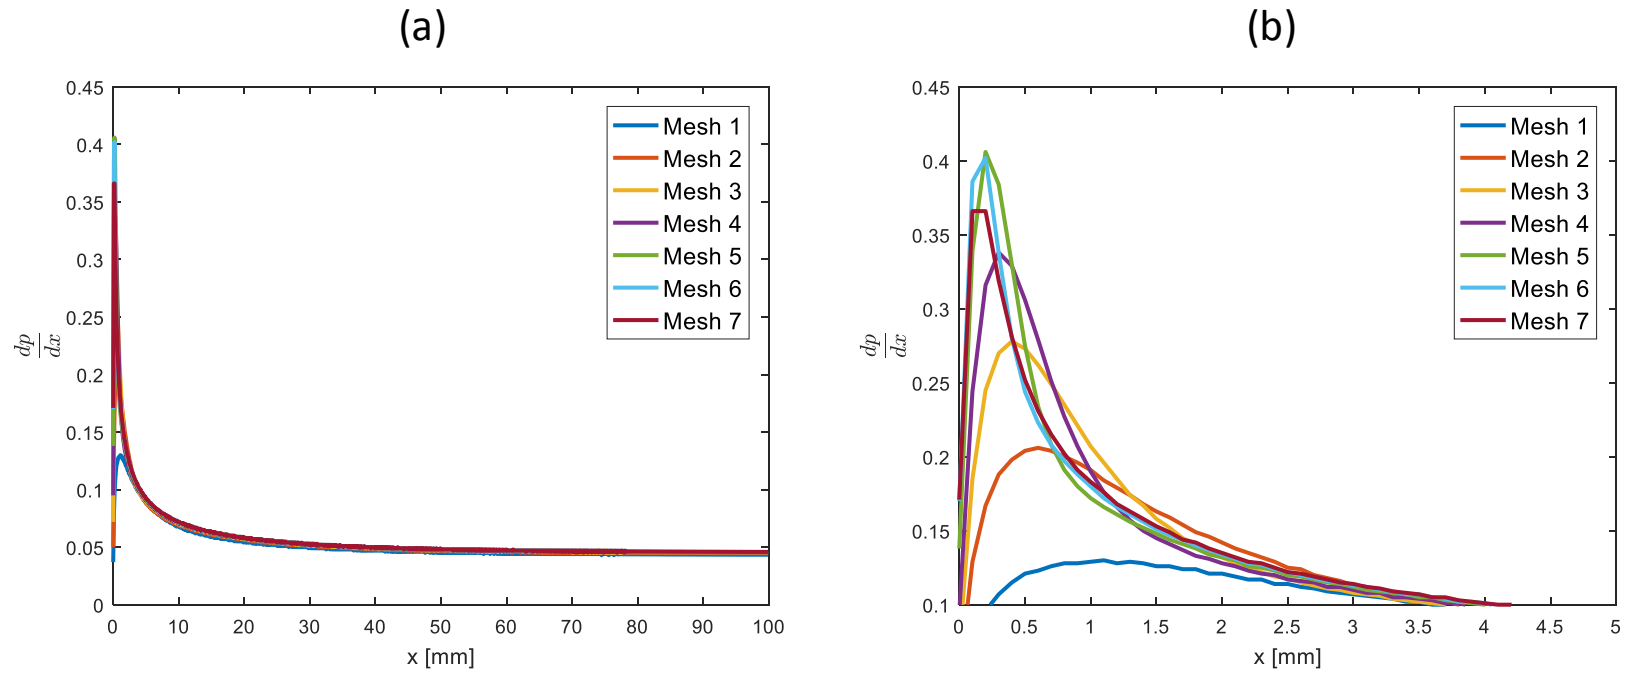 (a)
0.45
0.4
0.35
0.3
0.25
0.2
0.15
0.1
0.05
0
dp
dx
0 10 20 30 40 50 60 70 80 90 100
x [mm]
Mesh 1
Mesh 2
Mesh 3
Mesh 4
Mesh 5
Mesh 6
Mesh 7
(b)
0.45
0.4
0.35
0.3
0.25
0.2
0.15
0.1
dp
dx
0 0.5 1 1.5 2 2.5 3 3.5 4 4.5 5
x [mm]
Mesh 1
Mesh 2
Mesh 3
Mesh 4
Mesh 5
Mesh 6
Mesh 7